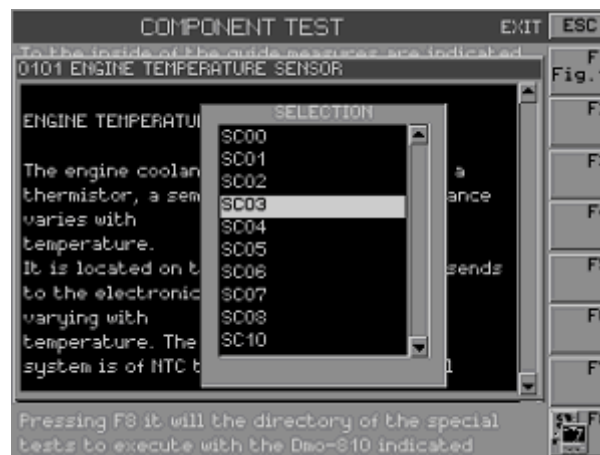 COMPONENT TEST
EXIT ESC
To the inside of the guide measures are indicated
0101 ENGINE TEMPERATURE SENSOR
F
Fig.
ENGINE TEMPERATU
The engine coolan a
thermistor, a sem ance
varies with
temperature.
It is located on t sends
to the electronic
varying with
temperature. The
system is of NTC t l
SELECTION
SC00
SC01
SC02
SC03
SC04
SC05
SC06
SC07
SC08
SC10
F
F
F
F
F
F
F
Pressing F8 it will the directory of the special
tests to execute with the Dmo-810 indicated